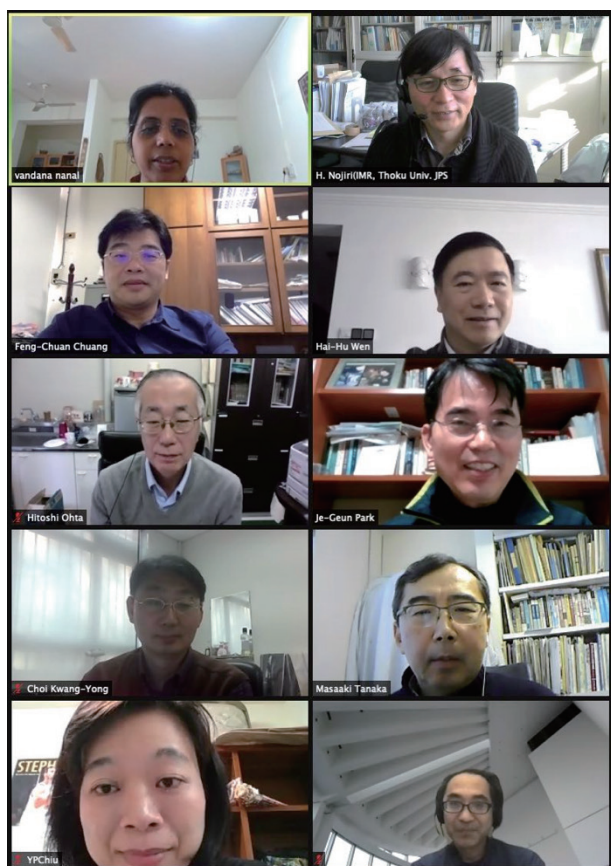 vandana nanal
H. Nojiri(IMR, Thoku Univ. JPS
Feng-Chuan Chuang
Hai-Hu Wen
Hitoshi Ohta
Je-Geun Park
Choi Kwang-Yong
Masaaki Tanaka
STEPH
YPChiu